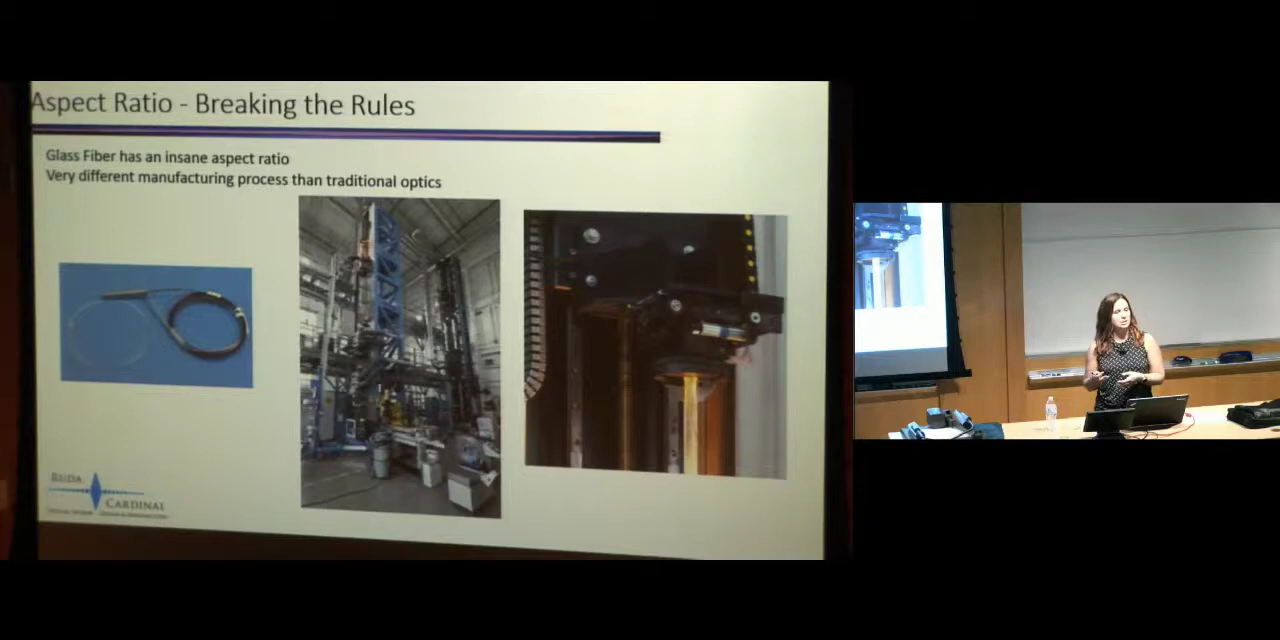 Aspect Ratio - Breaking the Rules
Glass Fiber has an insane aspect ratio
Very different manufacturing process than traditional optics
RUDA
CARDINAL